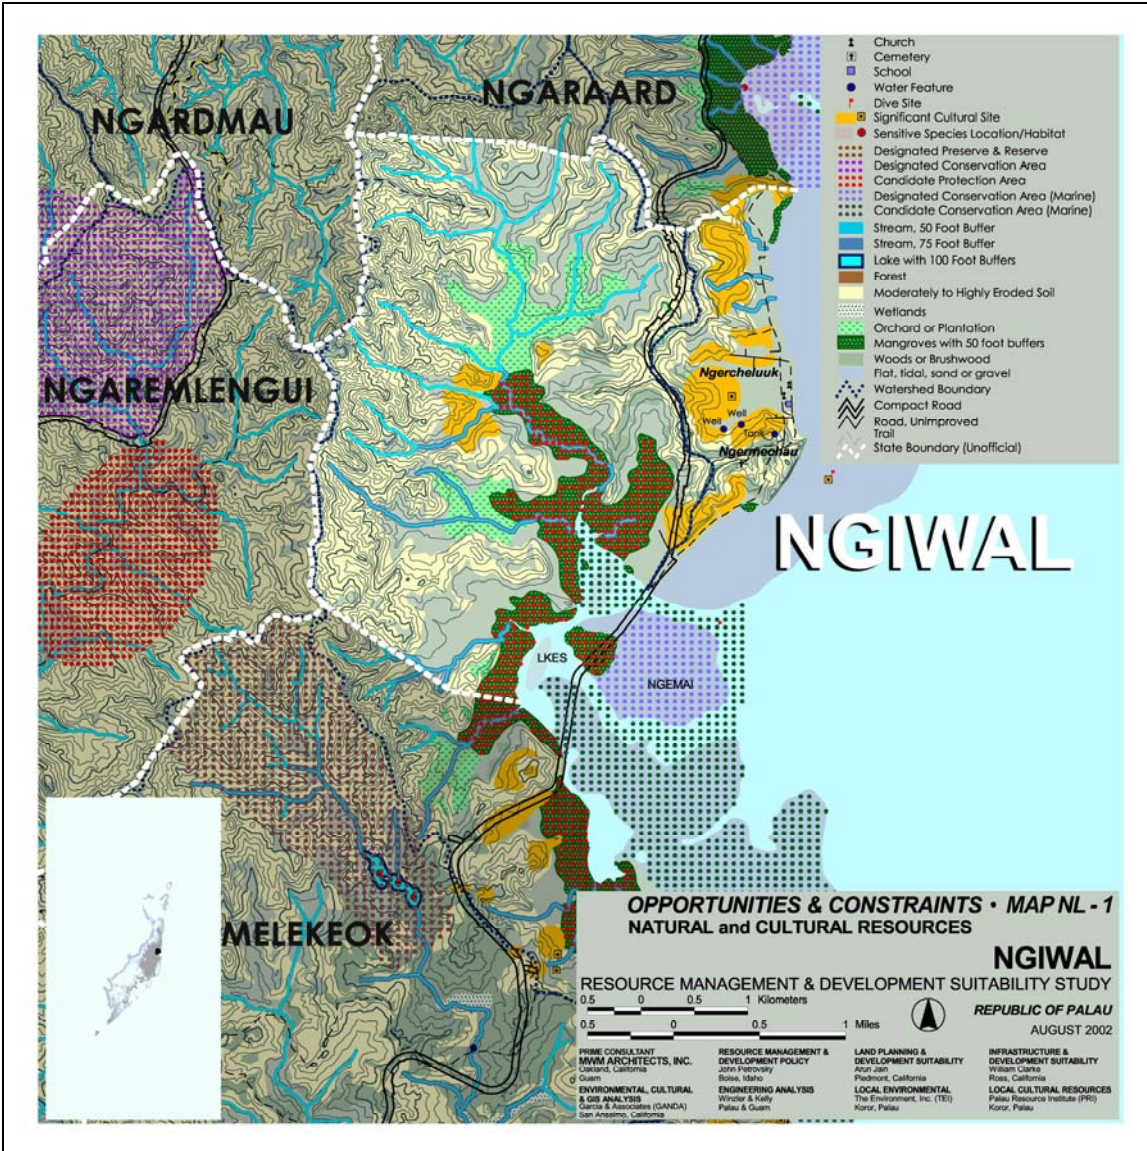 NGARDMAU
NGARAARD
NGAREMLENGUI
NGIWAL
MELEKEOK
Ngercheluuk
Well
Well
Tank
Ngermechau
LKES
NGEMAI
Church
Cemetery
School
Water Feature
Dive Site
Significant Cultural Site
Sensitive Species Location/Habitat
Designated Preserve & Reserve
Designated Conservation Area
Candidate Protection Area
Designated Conservation Area (Marine)
Candidate Conservation Area (Marine)
Stream, 50 Foot Buffer
Stream, 75 Foot Buffer
Lake with 100 Foot Buffers
Forest
Moderately to Highly Eroded Soil
Wetlands
Orchard or Plantation
Mangroves with 50 foot buffers
Woods or Brushwood
Flat, tidal, sand or gravel
Watershed Boundary
Compact Road
Road, Unimproved
Trail
State Boundary (Unofficial)
OPPORTUNITIES & CONSTRAINTS • MAP NL - 1
NATURAL and CULTURAL RESOURCES
NGIWAL
RESOURCE MANAGEMENT & DEVELOPMENT SUITABILITY STUDY
0.5 0 0.5 1 Kilometers
0.5 0 0.5 1 Miles
REPUBLIC OF PALAU
AUGUST 2002
PRIME CONSULTANT
MWM ARCHITECTS, INC.
Oakland, California
Guam
ENVIRONMENTAL, CULTURAL
& GIS ANALYSIS
Garcia & Associates (GANDA)
San Anselmo, California
RESOURCE MANAGEMENT &
DEVELOPMENT POLICY
John Petrovsky
Boise, Idaho
ENGINEERING ANALYSIS
Winzler & Kelly
Palau & Guam
LAND PLANNING &
DEVELOPMENT SUITABILITY
Arun Jain
Piedmont, California
LOCAL ENVIRONMENTAL
The Environment, Inc. (TEI)
Koror, Palau
INFRASTRUCTURE &
DEVELOPMENT SUITABILITY
William Clarke
Ross, California
LOCAL CULTURAL RESOURCES
Palau Resource Institute (PRI)
Koror, Palau